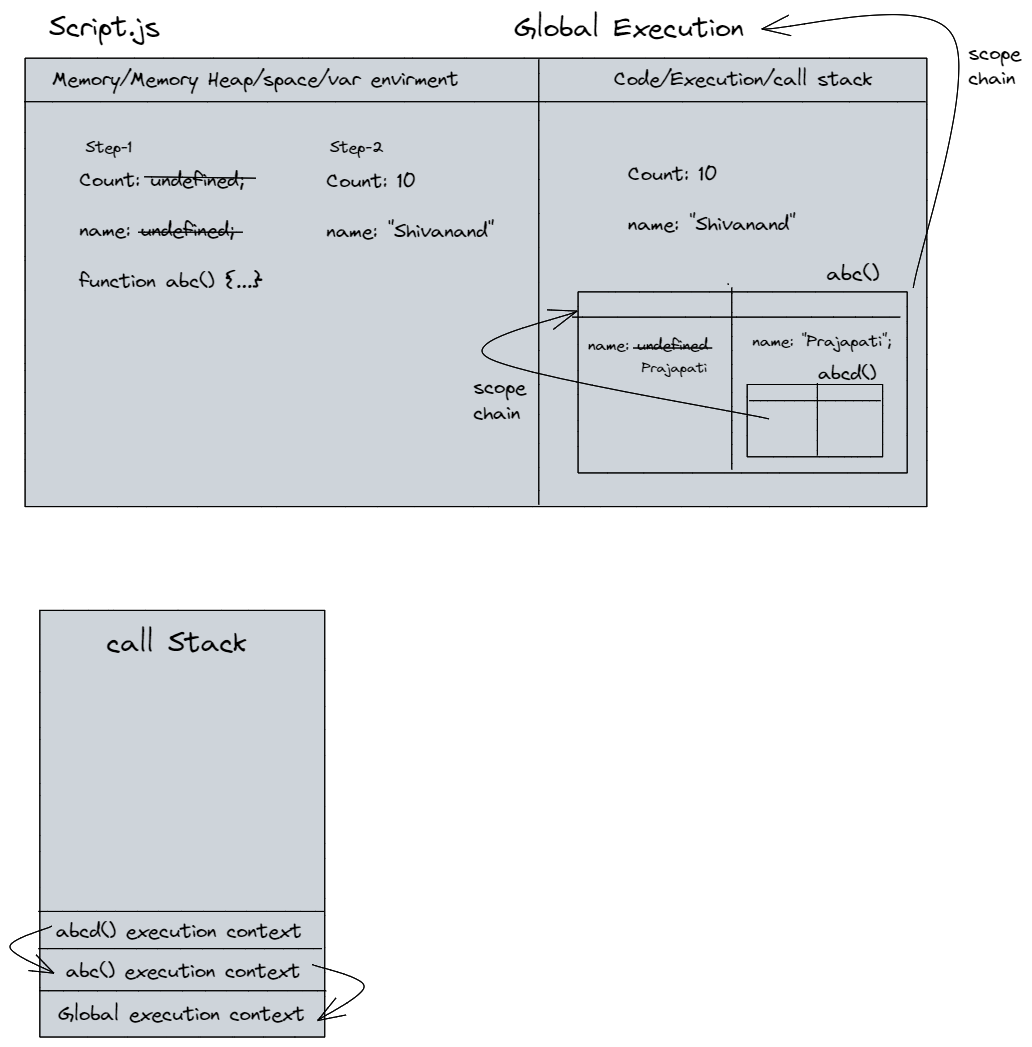 Script.js
Global Execution
scope
chain
Memory/Memory Heap/space/var envirment
Code/Execution/call stack
Step-1
Step-2
Count: undefined;
Count: 10
Count: 10
name: undefined;
name: "Shivanand"
name: "Shivanand"
function abc() {...}
abc()
name: undefined
Prajapati
name: "Prajapati";
abcd()
scope
chain
call Stack
abcd() execution context
abc() execution context
Global execution context